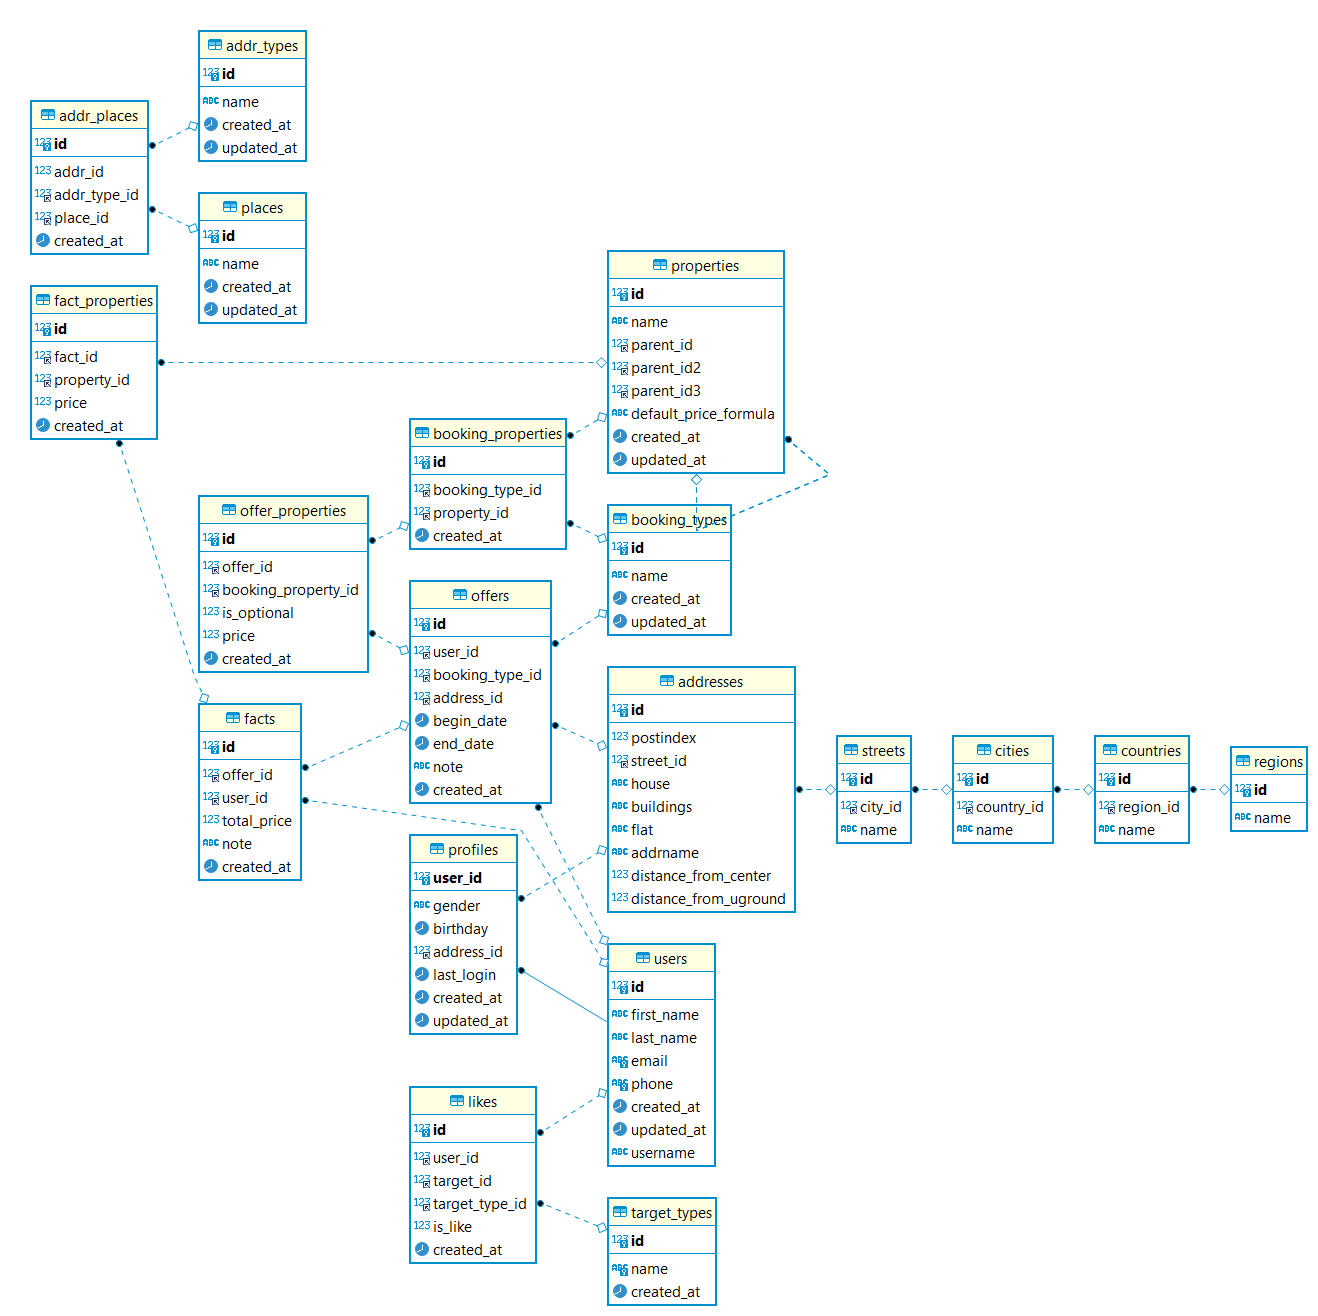 addr_types
id
name
created_at
updated_at
addr_places
id
addr_id
addr_type_id
place_id
created_at
places
id
name
created_at
updated_at
fact_properties
id
fact_id
property_id
price
created_at
properties
id
name
parent_id
parent_id2
parent_id3
default_price_formula
created_at
updated_at
booking_properties
id
booking_type_id
property_id
created_at
offer_properties
id
offer_id
booking_property_id
is_optional
price
created_at
booking_types
id
name
created_at
updated_at
offers
id
user_id
booking_type_id
address_id
begin_date
end_date
note
created_at
facts
id
offer_id
user_id
total_price
note
created_at
addresses
id
postindex
street_id
house
buildings
flat
addrname
distance_from_center
distance_from_uground
streets
id
city_id
name
cities
id
country_id
name
countries
id
region_id
name
regions
id
name
profiles
user_id
gender
birthday
address_id
last_login
created_at
updated_at
users
id
first_name
last_name
email
phone
created_at
updated_at
username
likes
id
user_id
target_id
target_type_id
is_like
created_at
target_types
id
name
created_at